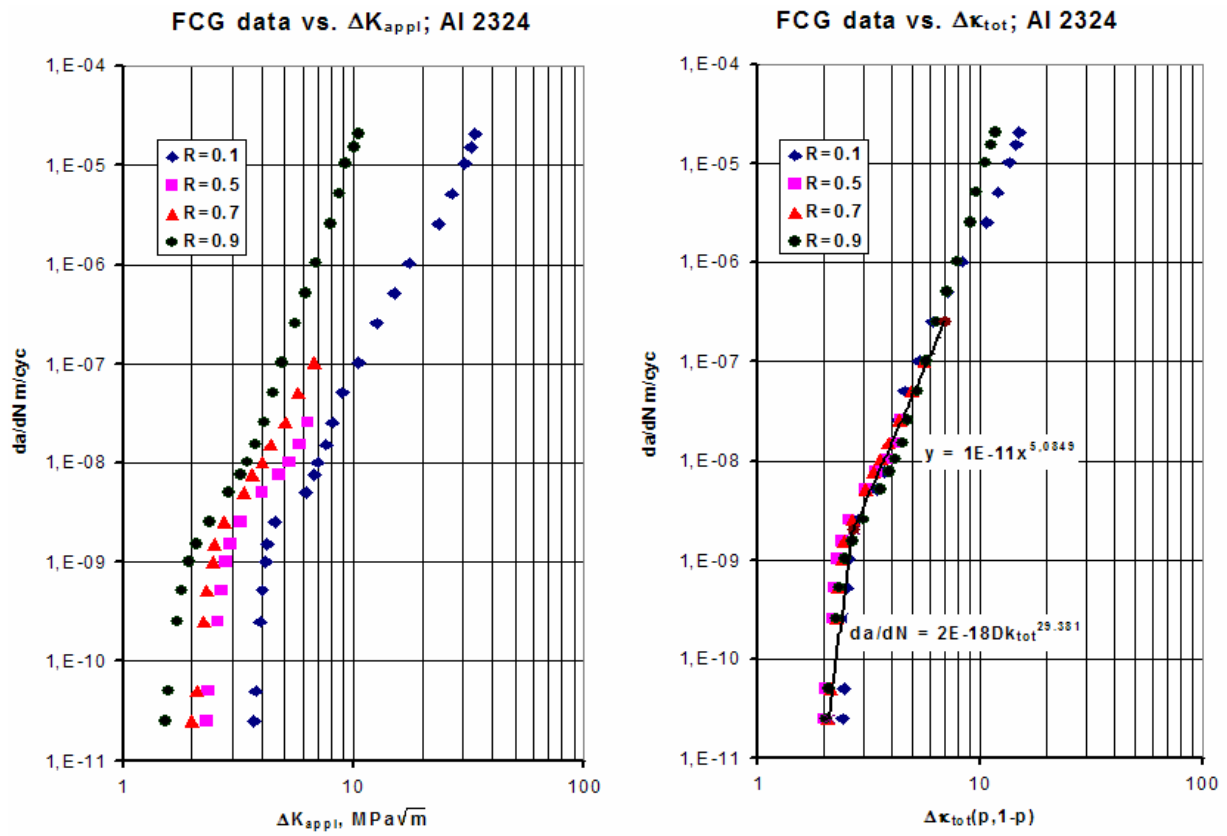 FCG data vs. ΔKappl; Al 2324
1,E-04
1,E-05
1,E-06
1,E-07
1,E-08
1,E-09
1,E-10
1,E-11
da/dN m/cyc
R=0.1
R=0.5
R=0.7
R=0.9
1
10
100
ΔKappl, MPa√m
FCG data vs. Δκtot; Al 2324
1,E-04
1,E-05
1,E-06
1,E-07
1,E-08
1,E-09
1,E-10
1,E-11
da/dN m/cyc
R=0.1
R=0.5
R=0.7
R=0.9
y = 1E-11x^5.0849
da/dN = 2E-18Dktot^29.381
1
10
100
Δκtot(p,1-p)